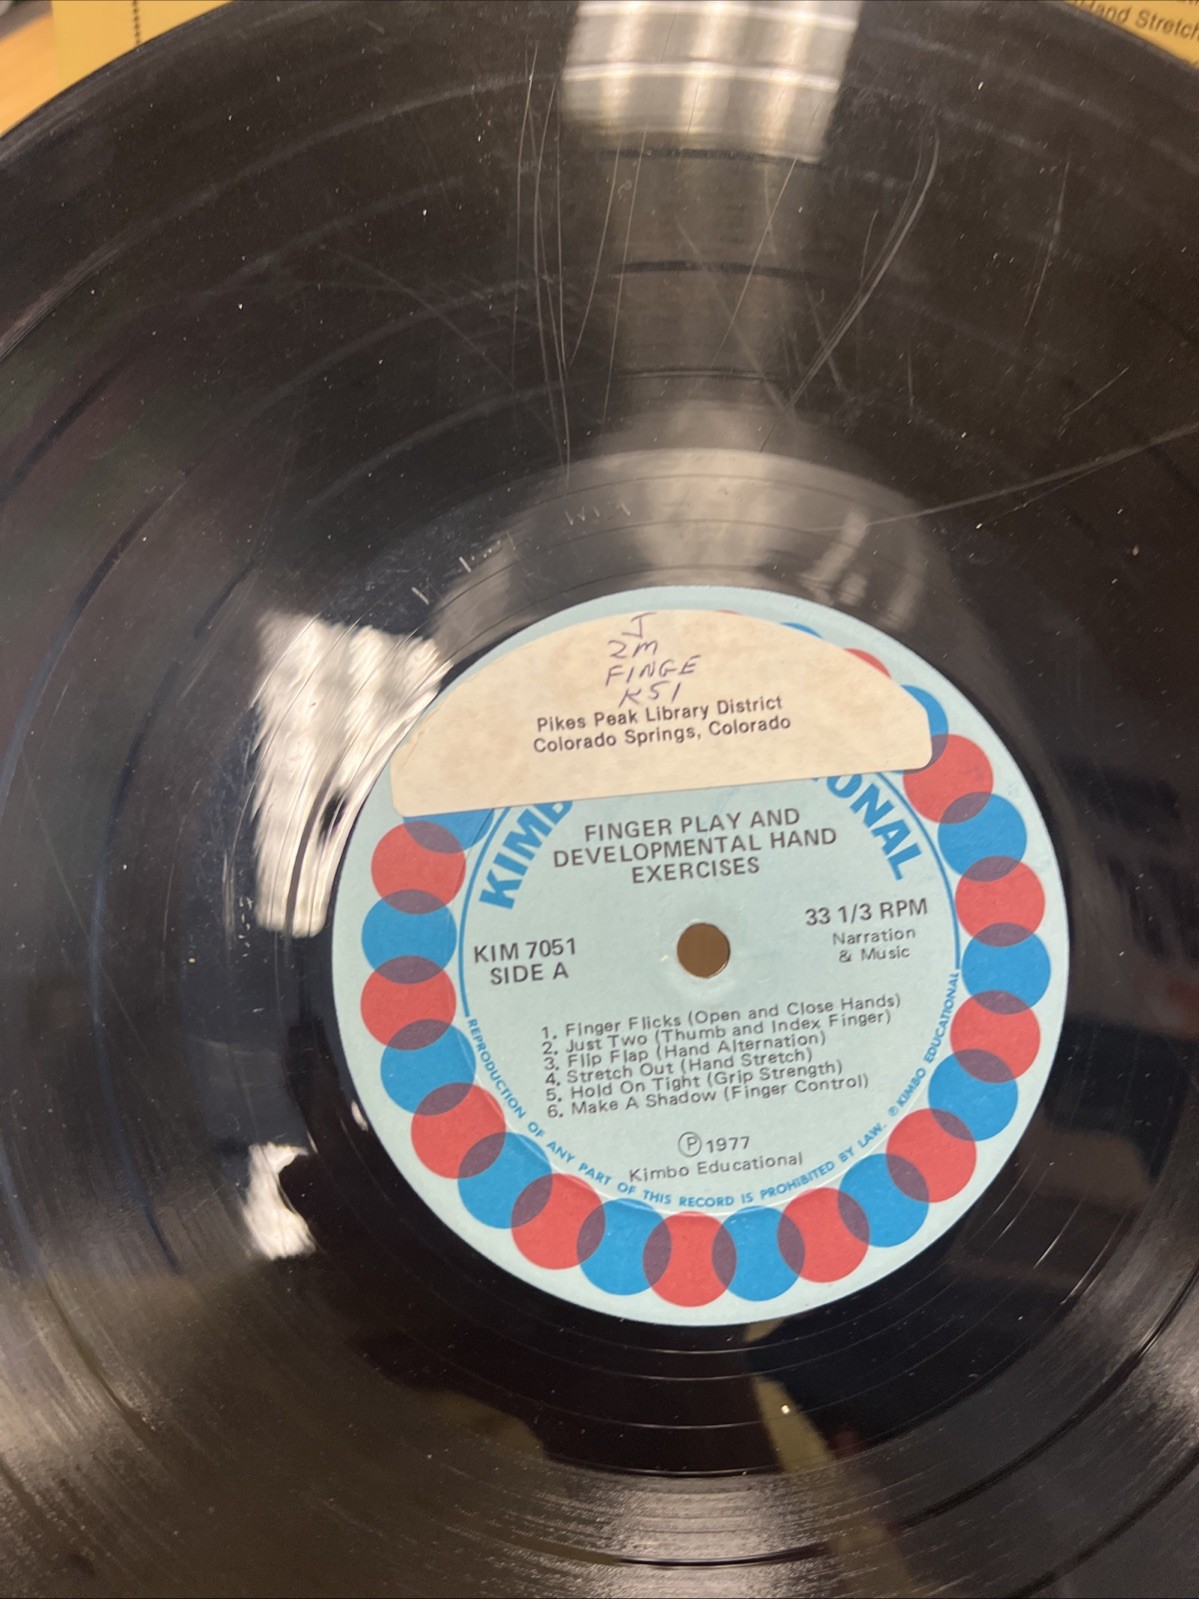 Hand Stretch
J
2M
FINGE
K51
Pikes Peak Library District
Colorado Springs, Colorado
FINGER PLAY AND
DEVELOPMENTAL HAND
EXERCISES
KIM 7051
SIDE A
33 1/3 RPM
Narration
& Music
1. Finger Flicks (Open and Close Hands)
2. Just Two (Thumb and Index Finger)
3. Flip Flap (Hand Alternation)
4. Stretch Out (Hand Stretch)
5. Hold On Tight (Grip Strength)
6. Make A Shadow (Finger Control)
Ⓟ 1977
Kimbo Educational
REPRODUCTION OF ANY PART OF THIS RECORD IS PROHIBITED BY LAW. ℗ KIMBO EDUCATIONAL